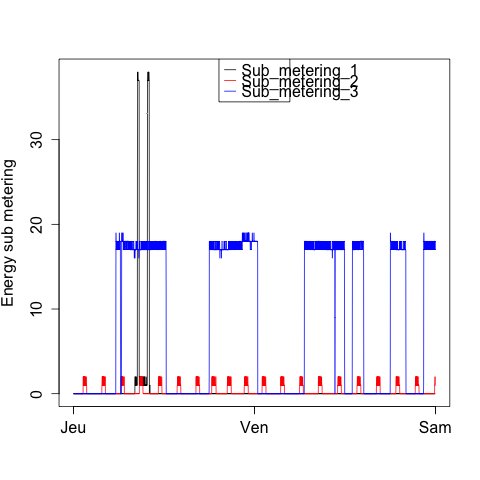 Sub_metering_1
Sub_metering_2
Sub_metering_3
Energy sub metering
30
20
10
0
Jeu Ven Sam